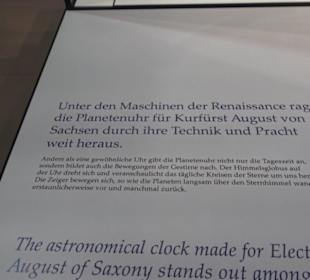 Unter den Maschinen der Renaissance rag
die Planetenuhr für Kurfürst August von
Sachsen durch ihre Technik und Pracht
weit heraus.
Anders als eine gewöhnliche Uhr gibt die Planetenuhr nicht nur die Tageszeit an,
sondern bildet auch die Bewegungen der Gestirne nach. Der Himmelsglobus auf
der Uhr dreht sich und veranschaulicht das tägliche Kreisen der Sterne um uns her
Die Zeiger bewegen sich, so wie die Planeten langsam über den Sternhimmel wan
erstaunlicherweise vor und manchmal zurück.
The astronomical clock made for Elect
August of Saxony stands out among